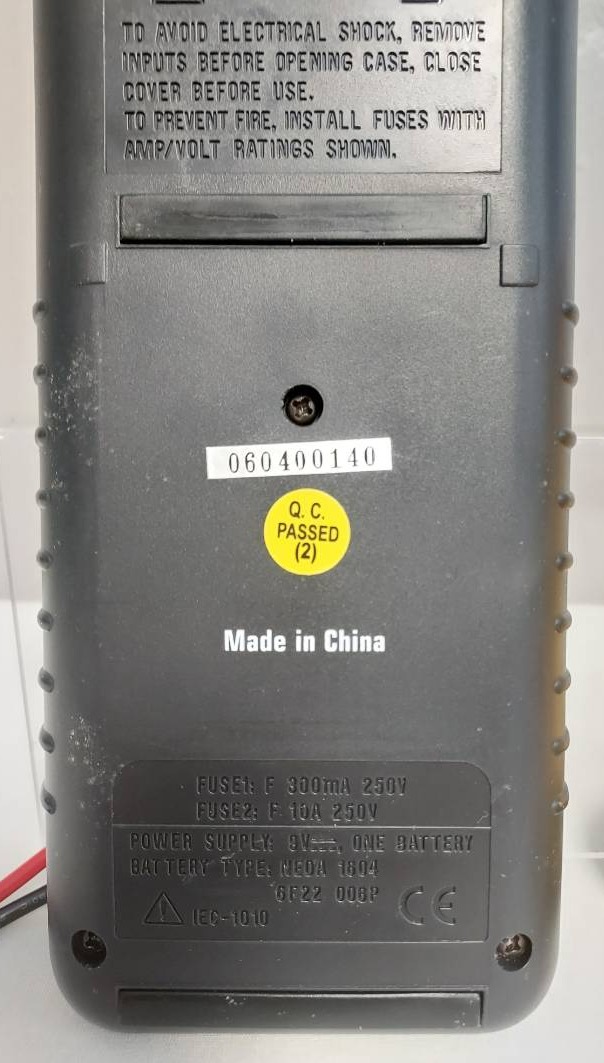 TO AVOID ELECTRICAL SHOCK, REMOVE
INPUTS BEFORE OPENING CASE, CLOSE
COVER BEFORE USE.
TO PREVENT FIRE, INSTALL FUSES WITH
AMP/VOLT RATINGS SHOWN.
060400140
Q. C.
PASSED
(2)
Made in China
FUSE1: F 300mA 250V
FUSE2: F 10A 250V
POWER SUPPLY: 9V⎓, ONE BATTERY
BATTERY TYPE: NEDA 1604
6F22 006P
IEC-1010
CE